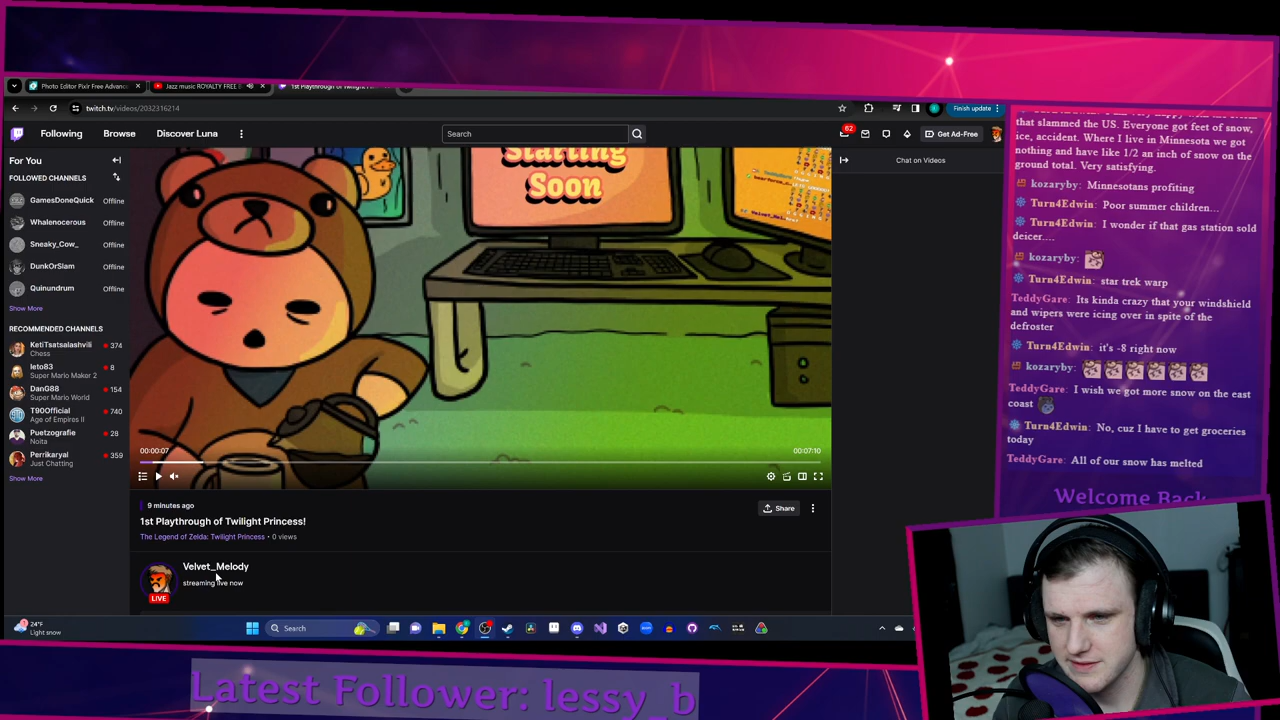 Photo Editor Pixlr Free Advanc
Jazz music ROYALTY FREE B
1st Playthrough of Twilight
twitch.tv/videos/2032316214
Finish update
Following
Browse
Discover Luna
Search
62
Get Ad-Free
For You
FOLLOWED CHANNELS
GamesDoneQuick Offline
Whalenocerous Offline
Sneaky_Cow_ Offline
DunkOrSlam Offline
Quinundrum Offline
Show More
RECOMMENDED CHANNELS
KetiTsatsalashvili 374
Chess
leto83 8
Super Mario Maker 2
DanG88 154
Super Mario World
T90Official 740
Age of Empires II
Puetzografie 28
Noita
Perrikaryal 359
Just Chatting
Show More
Starting
Soon
00:00:07
00:07:10
9 minutes ago
1st Playthrough of Twilight Princess!
The Legend of Zelda: Twilight Princess • 0 views
Share
Velvet_Melody
streaming live now
LIVE
Chat on Videos
that slammed the US. Everyone got feet of snow,
ice, accident. Where I live in Minnesota we got
nothing and have like 1/2 an inch of snow on the
ground total. Very satisfying.
kozaryby: Minnesotans profiting
Turn4Edwin: Poor summer children...
Turn4Edwin: I wonder if that gas station sold
deicer....
kozaryby:
Turn4Edwin: star trek warp
TeddyGare: Its kinda crazy that your windshield
and wipers were icing over in spite of the
defroster
Turn4Edwin: it's -8 right now
kozaryby:
TeddyGare: I wish we got more snow on the east
coast
Turn4Edwin: No, cuz I have to get groceries
today
TeddyGare: All of our snow has melted
Welcome Back
24°F
Light snow
Search
Latest Follower: lessy_b